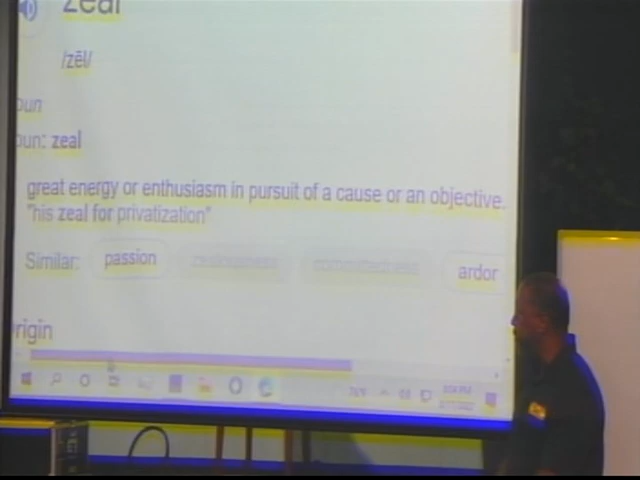 zeal
/zēl/
oun
oun: zeal
great energy or enthusiasm in pursuit of a cause or an objective.
"his zeal for privatization"
Similar: passion ardor
rigin